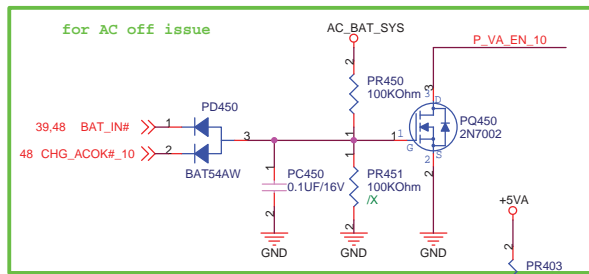 for AC off issue
AC_BAT_SYS
P_VA_EN_10
2
PR450
100KOhm
1
3
D
PQ450
2N7002
1
G
S
2
2
39,48 BAT_IN#
1
PD450
3
48 CHG_ACOK#_10
2
BAT54AW
1
PC450
0.1UF/16V
2
GND
1
PR451
100KOhm
/X
2
GND
GND
+5VA
2
PR403